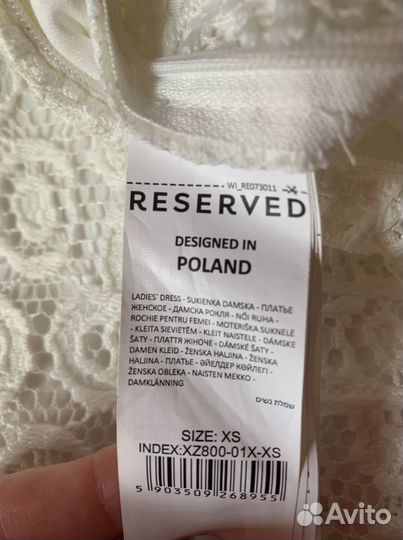 WI_RE073011
RESERVED
DESIGNED IN
POLAND
LADIES' DRESS - SUKIENKA DAMSKA - ПЛАТЬЕ
ЖЕНСКОЕ - ДАМСКА РОКЛЯ - NŐI RUHA -
ROCHIE PENTRU FEMEI - MOTERIŠKA SUKNELĖ
- KLEITA SIEVIETĒM - KLEIT NAISTELE - DÁMSKE
ŠATY - ПЛАТТЯ ЖІНОЧЕ - DÁMSKÉ ŠATY -
DAMEN KLEID - ŽENSKA HALJINA - ŽENSKA
HALJINA - ПЛАТЬЕ - ӘЙЕЛДЕР КӨЙЛЕГІ -
ŽENSKA OBLEKA - NAISTEN MEKKO -
DAMKLÄNNING
שמלת נשים
SIZE: XS
INDEX:XZ800-01X-XS
5 903509 268955
Avito